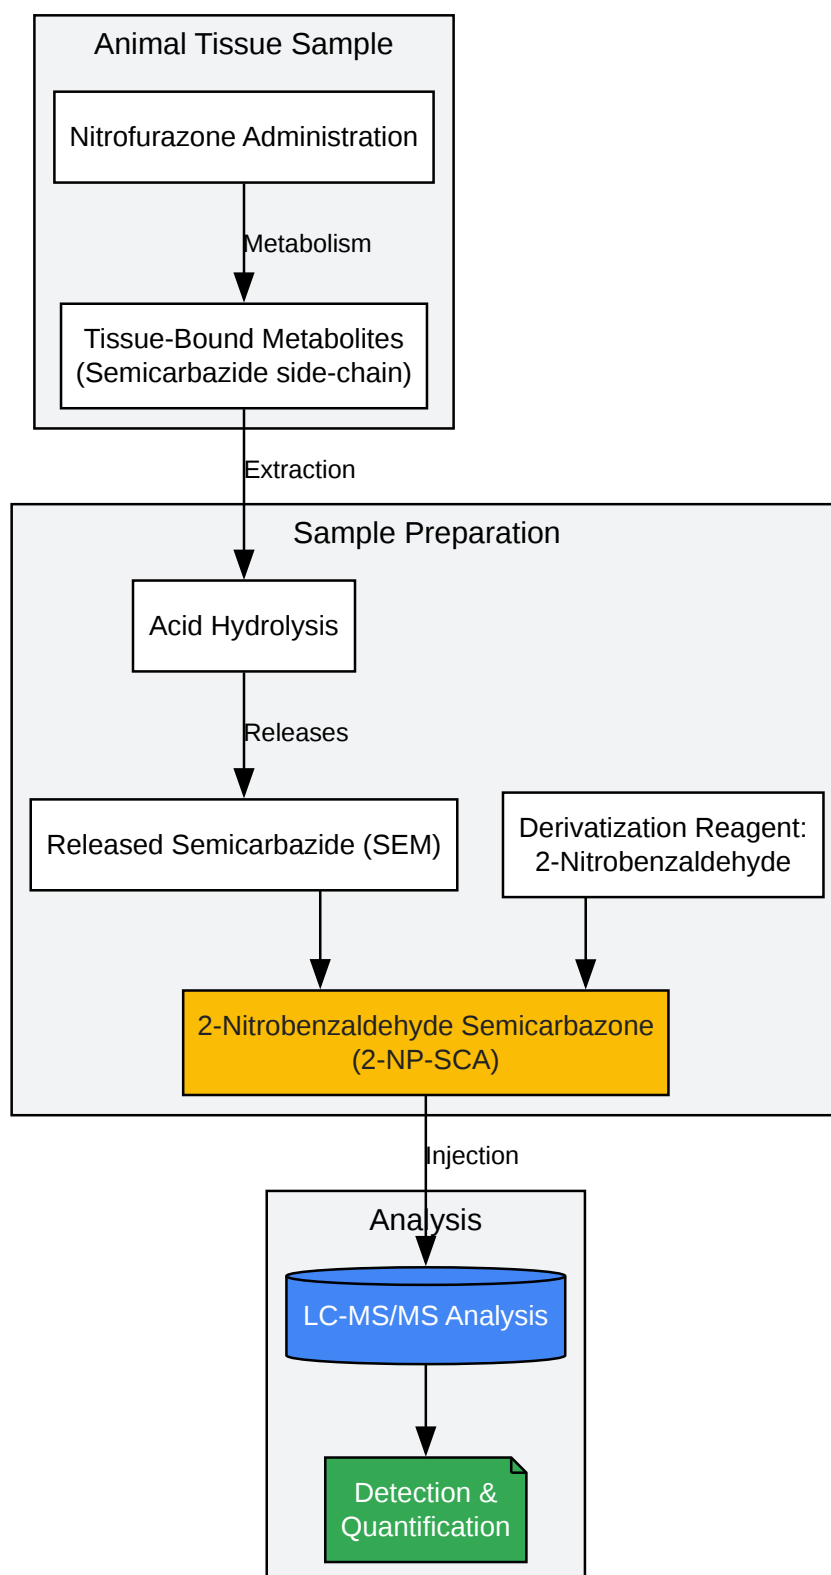 Animal Tissue Sample
Nitrofurazone Administration
Metabolism
Tissue-Bound Metabolites
(Semicarbazide side-chain)
Extraction
Sample Preparation
Acid Hydrolysis
Releases
Released Semicarbazide (SEM)
Derivatization Reagent:
2-Nitrobenzaldehyde
2-Nitrobenzaldehyde Semicarbazone
(2-NP-SCA)
Injection
Analysis
LC-MS/MS Analysis
Detection &
Quantification